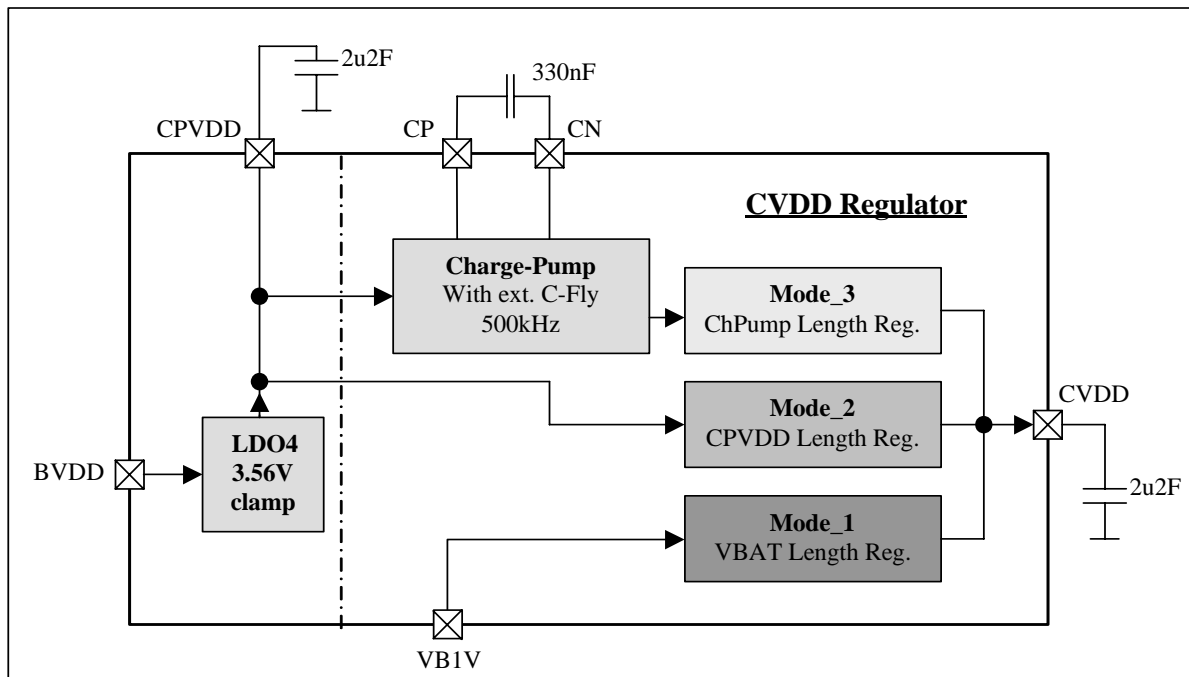 2u2F
330nF
CPVDD
CP
CN
CVDD Regulator
Charge-Pump
With ext. C-Fly
500kHz
Mode_3
ChPump Length Reg.
Mode_2
CPVDD Length Reg.
CVDD
LDO4
3.56V
clamp
BVDD
2u2F
Mode_1
VBAT Length Reg.
VB1V